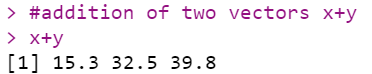 > #addition of two vectors x+y
> x+y
[1] 15.3 32.5 39.8